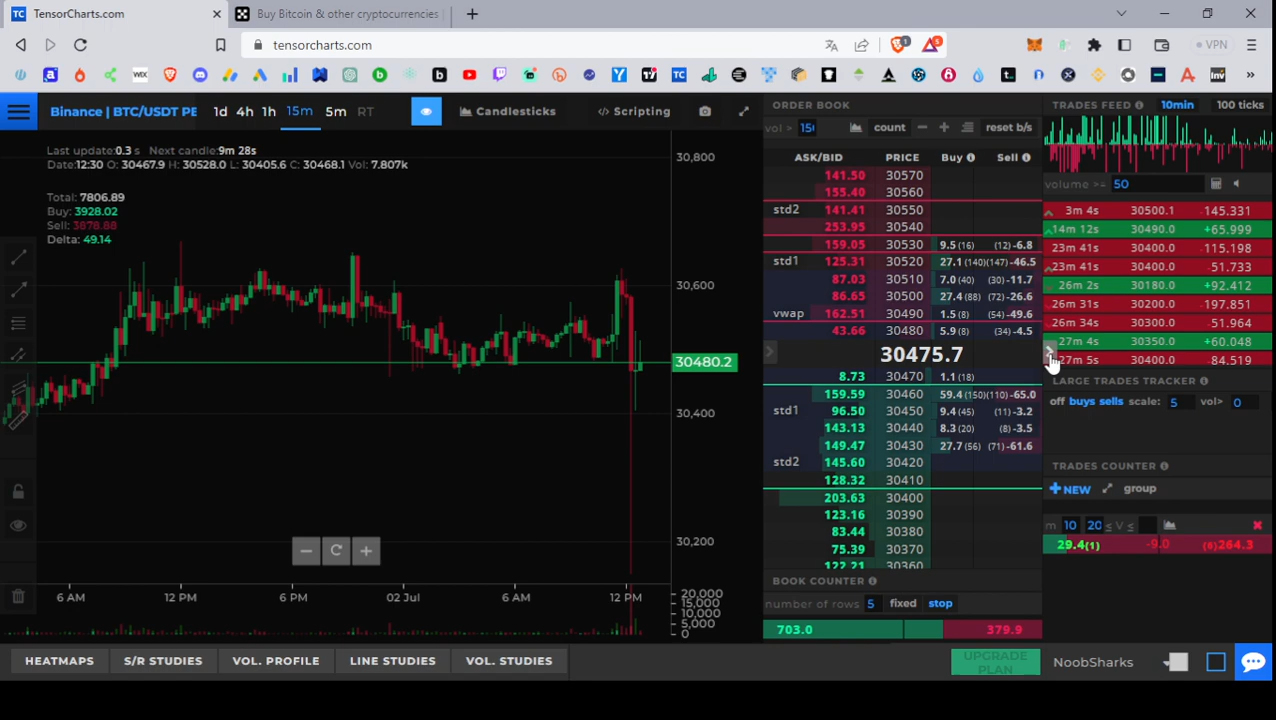 TC TensorCharts.com × Buy Bitcoin & other cryptocurrencies +
tensorcharts.com 1 5 VPN
WiX b Y TC t. n A Inv »
Binance | BTC/USDT PE 1d 4h 1h 15m 5m RT Candlesticks </> Scripting
Last update:0.3 s Next candle:9m 28s
Date:12:30 O: 30467.9 H: 30528.0 L: 30405.6 C: 30468.1 Vol: 7.807k
Total: 7806.89
Buy: 3928.02
Sell: 3878.88
Delta: 49.14
30,800
30,600
30480.2
30,400
30,200
6 AM 12 PM 6 PM 02 Jul 6 AM 12 PM
20,000
15,000
10,000
5,000
0
ORDER BOOK
vol > count − + reset b/s
ASK/BID PRICE Buy Sell
141.50 30570
155.40 30560
std2 141.41 30550
253.95 30540
159.05 30530 9.5 (16) (12) -6.8
std1 125.31 30520 27.1 (140) (147) -46.5
87.03 30510 7.0 (40) (30) -11.7
86.65 30500 27.4 (88) (72) -26.6
vwap 162.51 30490 1.5 (8) (54) -49.6
43.66 30480 5.9 (8) (34) -4.5
30475.7
8.73 30470 1.1 (18)
159.59 30460 59.4 (150) (110) -65.0
std1 96.50 30450 9.4 (45) (11) -3.2
143.13 30440 8.3 (20) (8) -3.5
149.47 30430 27.7 (56) (71) -61.6
std2 145.60 30420
128.32 30410
203.63 30400
123.16 30390
83.44 30380
75.39 30370
122.21 30360
BOOK COUNTER
number of rows 5 fixed stop
703.0 379.9
TRADES FEED 10min 100 ticks
volume >= 50
3m 4s 30500.1 -145.331
14m 12s 30490.0 +65.999
23m 41s 30400.0 -115.198
23m 41s 30400.0 -51.733
26m 2s 30180.0 +92.412
26m 31s 30200.0 -197.851
26m 34s 30300.0 -51.964
27m 4s 30350.0 +60.048
27m 5s 30400.0 -84.519
LARGE TRADES TRACKER
off buys sells scale: 5 vol> 0
TRADES COUNTER
+NEW group
m 10 20 ≤ V ≤ ×
29.4(1) -9.0 (6)264.3
HEATMAPS S/R STUDIES VOL. PROFILE LINE STUDIES VOL. STUDIES UPGRADE PLAN NoobSharks